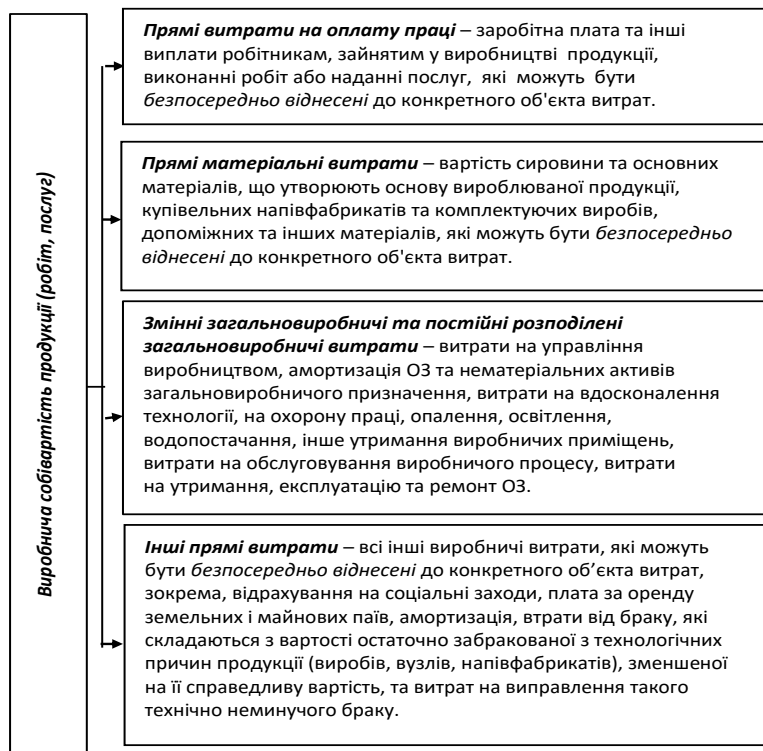 Виробнича собівартість продукції (робіт, послуг)
Прямі витрати на оплату праці – заробітна плата та інші
виплати робітникам, зайнятим у виробництві продукції,
виконанні робіт або наданні послуг, які можуть бути
безпосередньо віднесені до конкретного об'єкта витрат.
Прямі матеріальні витрати – вартість сировини та основних
матеріалів, що утворюють основу вироблюваної продукції,
купівельних напівфабрикатів та комплектуючих виробів,
допоміжних та інших матеріалів, які можуть бути безпосередньо
віднесені до конкретного об'єкта витрат.
Змінні загальновиробничі та постійні розподілені
загальновиробничі витрати – витрати на управління
виробництвом, амортизація ОЗ та нематеріальних активів
загальновиробничого призначення, витрати на вдосконалення
технології, на охорону праці, опалення, освітлення,
водопостачання, інше утримання виробничих приміщень,
витрати на обслуговування виробничого процесу, витрати
на утримання, експлуатацію та ремонт ОЗ.
Інші прямі витрати – всі інші виробничі витрати, які можуть
бути безпосередньо віднесені до конкретного об’єкта витрат,
зокрема, відрахування на соціальні заходи, плата за оренду
земельних і майнових паїв, амортизація, втрати від браку, які
складаються з вартості остаточно забракованої з технологічних
причин продукції (виробів, вузлів, напівфабрикатів), зменшеної
на її справедливу вартість, та витрат на виправлення такого
технічно неминучого браку.